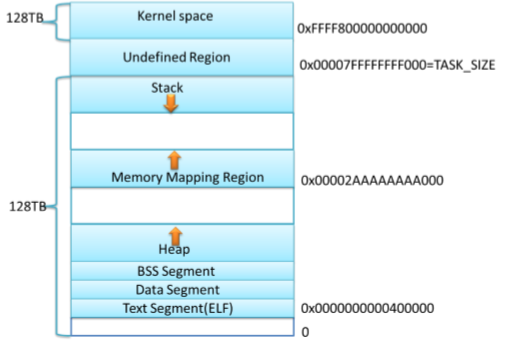 128TB
Kernel space
0xFFFF800000000000
Undefined Region
0x00007FFFFFFFF000=TASK_SIZE
Stack
Memory Mapping Region
0x00002AAAAAAAA000
128TB
Heap
BSS Segment
Data Segment
Text Segment(ELF)
0x0000000000400000
0